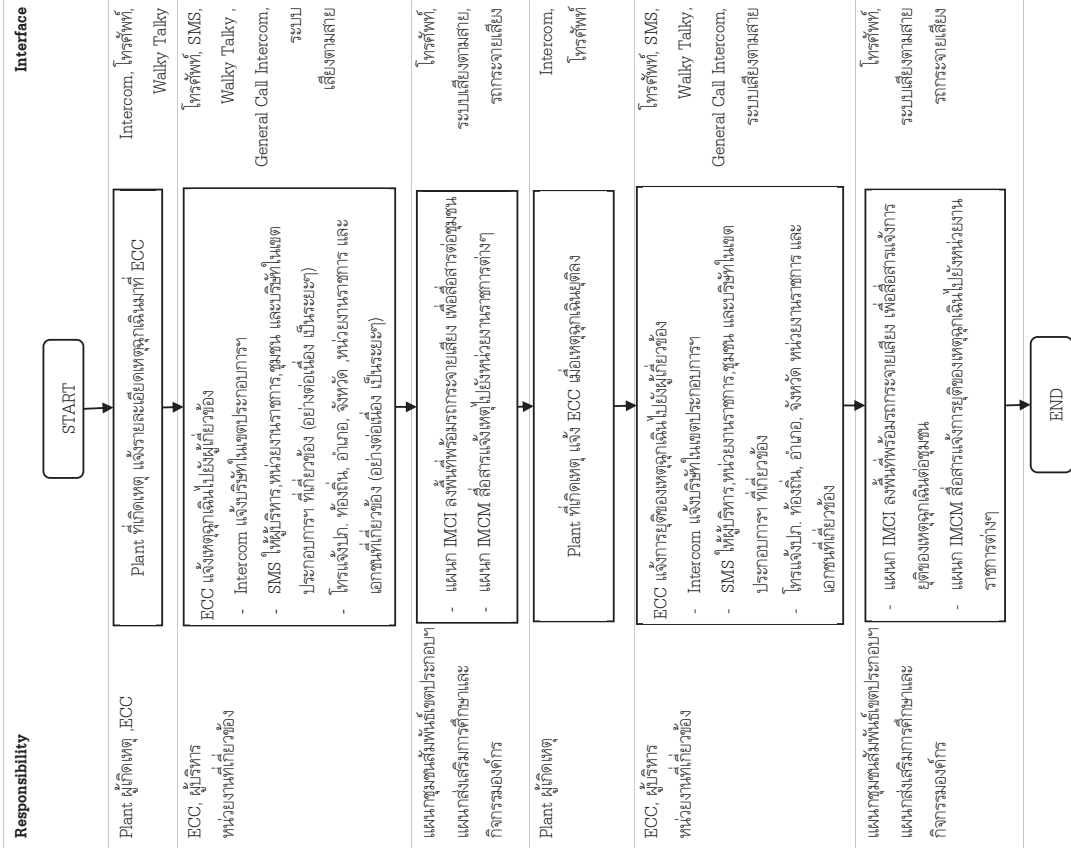 Responsibility
Interface
START
Plant ผู้เกิดเหตุ ,ECC
Plant ที่เกิดเหตุ แจ้งรายละเอียดเหตุฉุกเฉินมาที่ ECC
Intercom, โทรศัพท์,
Walky Talky
ECC, ผู้บริหาร
หน่วยงานที่เกี่ยวข้อง
ECC แจ้งเหตุฉุกเฉินไปยังผู้เกี่ยวข้อง
- Intercom แจ้งบริษัทในเขตประกอบการฯ
- SMS ให้ผู้บริหาร,หน่วยงานราชการ,ชุมชน และบริษัทในเขต
ประกอบการฯ ที่เกี่ยวข้อง (อย่างต่อเนื่อง เป็นระยะๆ)
- โทรแจ้งปภ. ท้องถิ่น, อำเภอ, จังหวัด ,หน่วยงานราชการ และ
เอกชนที่เกี่ยวข้อง (อย่างต่อเนื่อง เป็นระยะๆ)
โทรศัพท์, SMS,
Walky Talky ,
General Call Intercom,
ระบบ
เสียงตามสาย
แผนกชุมชนสัมพันธ์เขตประกอบฯ
แผนกส่งเสริมการศึกษาและ
กิจกรรมองค์กร
- แผนก IMCI ลงพื้นที่พร้อมรถกระจายเสียง เพื่อสื่อสารต่อชุมชน
- แผนก IMCM สื่อสารแจ้งเหตุไปยังหน่วยงานราชการต่างๆ
โทรศัพท์,
ระบบเสียงตามสาย,
รถกระจายเสียง
Plant ผู้เกิดเหตุ
Plant ที่เกิดเหตุ แจ้ง ECC เมื่อเหตุฉุกเฉินยุติลง
Intercom,
โทรศัพท์
ECC, ผู้บริหาร
หน่วยงานที่เกี่ยวข้อง
ECC แจ้งการยุติของเหตุฉุกเฉินไปยังผู้เกี่ยวข้อง
- Intercom แจ้งบริษัทในเขตประกอบการฯ
- SMS ให้ผู้บริหาร,หน่วยงานราชการ,ชุมชน และบริษัทในเขต
ประกอบการฯ ที่เกี่ยวข้อง
- โทรแจ้งปภ. ท้องถิ่น, อำเภอ, จังหวัด หน่วยงานราชการ และ
เอกชนที่เกี่ยวข้อง
โทรศัพท์, SMS,
Walky Talky,
General Call Intercom,
ระบบเสียงตามสาย
แผนกชุมชนสัมพันธ์เขตประกอบฯ
แผนกส่งเสริมการศึกษาและ
กิจกรรมองค์กร
- แผนก IMCI ลงพื้นที่พร้อมรถกระจายเสียง เพื่อสื่อสารแจ้งการ
ยุติของเหตุฉุกเฉินต่อชุมชน
- แผนก IMCM สื่อสารแจ้งการยุติของเหตุฉุกเฉินไปยังหน่วยงาน
ราชการต่างๆ
โทรศัพท์,
ระบบเสียงตามสาย
รถกระจายเสียง
END